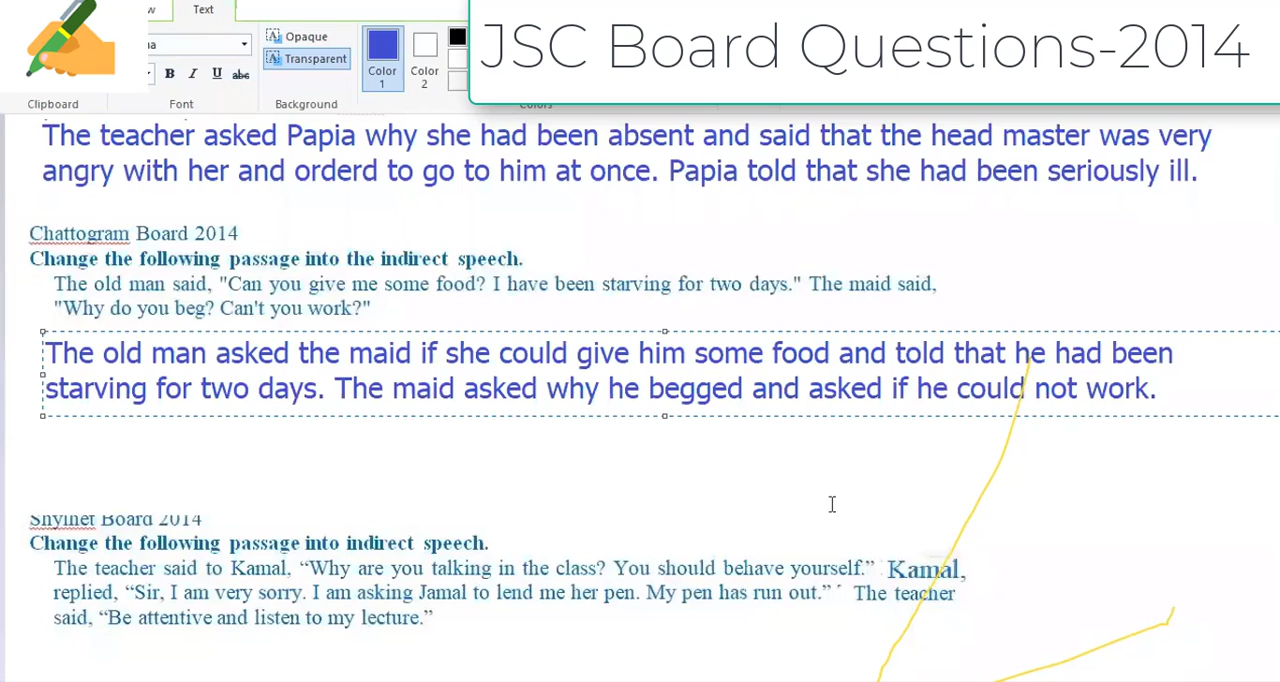 w
Text
JSC Board Questions-2014
a
Opaque
Transparent
B I U abc
Color 1
Color 2
Clipboard
Font
Background
Colors
The teacher asked Papia why she had been absent and said that the head master was very
angry with her and orderd to go to him at once. Papia told that she had been seriously ill.
Chattogram Board 2014
Change the following passage into the indirect speech.
The old man said, "Can you give me some food? I have been starving for two days." The maid said,
"Why do you beg? Can't you work?"
The old man asked the maid if she could give him some food and told that he had been
starving for two days. The maid asked why he begged and asked if he could not work.
Shylhet Board 2014
Change the following passage into indirect speech.
The teacher said to Kamal, “Why are you talking in the class? You should behave yourself.” Kamal,
replied, “Sir, I am very sorry. I am asking Jamal to lend me her pen. My pen has run out.” The teacher
said, “Be attentive and listen to my lecture.”